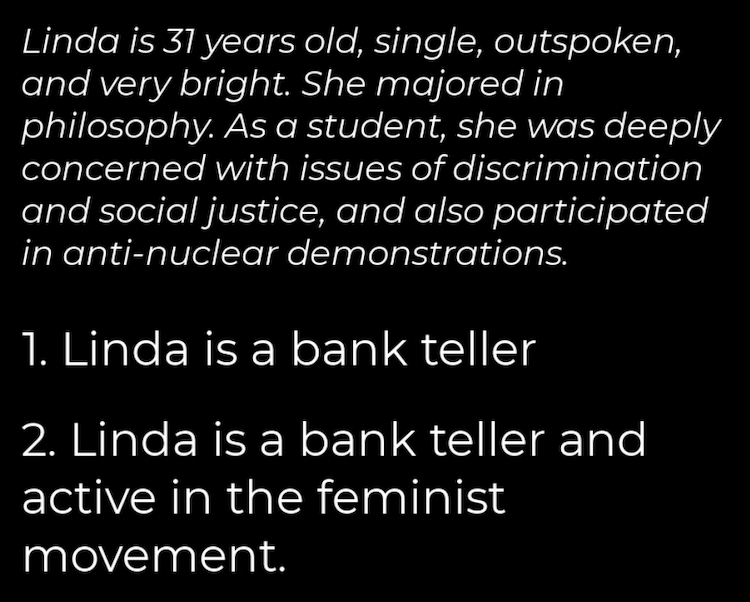 Linda is 31 years old, single, outspoken,
and very bright. She majored in
philosophy. As a student, she was deeply
concerned with issues of discrimination
and social justice, and also participated
in anti-nuclear demonstrations.
1. Linda is a bank teller
2. Linda is a bank teller and
active in the feminist
movement.